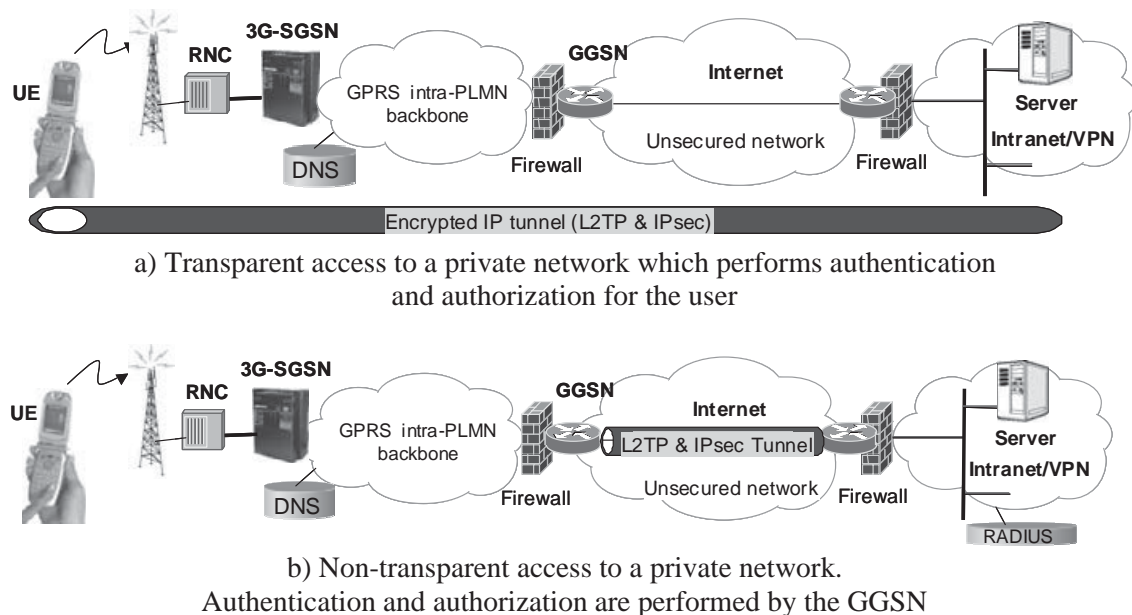 3G-SGSN
RNC
UE
GPRS intra-PLMN
backbone
DNS
GGSN
Firewall
Internet
Unsecured network
Firewall
Server
Intranet/VPN
Encrypted IP tunnel (L2TP & IPsec)
a) Transparent access to a private network which performs authentication
and authorization for the user
3G-SGSN
RNC
UE
GPRS intra-PLMN
backbone
DNS
GGSN
Firewall
Internet
L2TP & IPsec Tunnel
Unsecured network
Firewall
Server
Intranet/VPN
RADIUS
b) Non-transparent access to a private network.
Authentication and authorization are performed by the GGSN